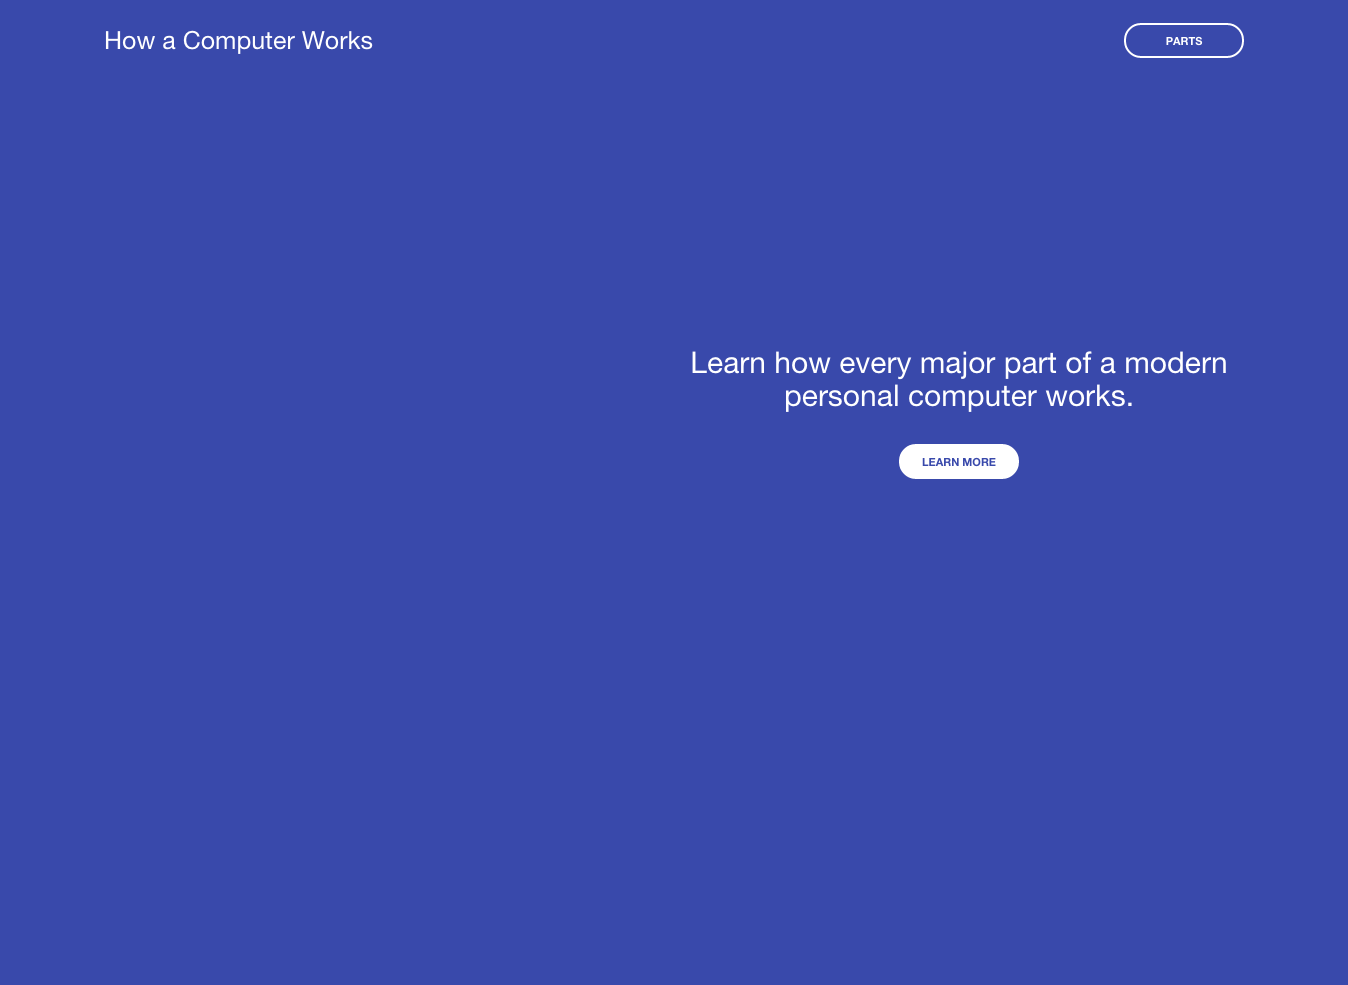 How a Computer Works
PARTS
Learn how every major part of a modern
personal computer works.
LEARN MORE